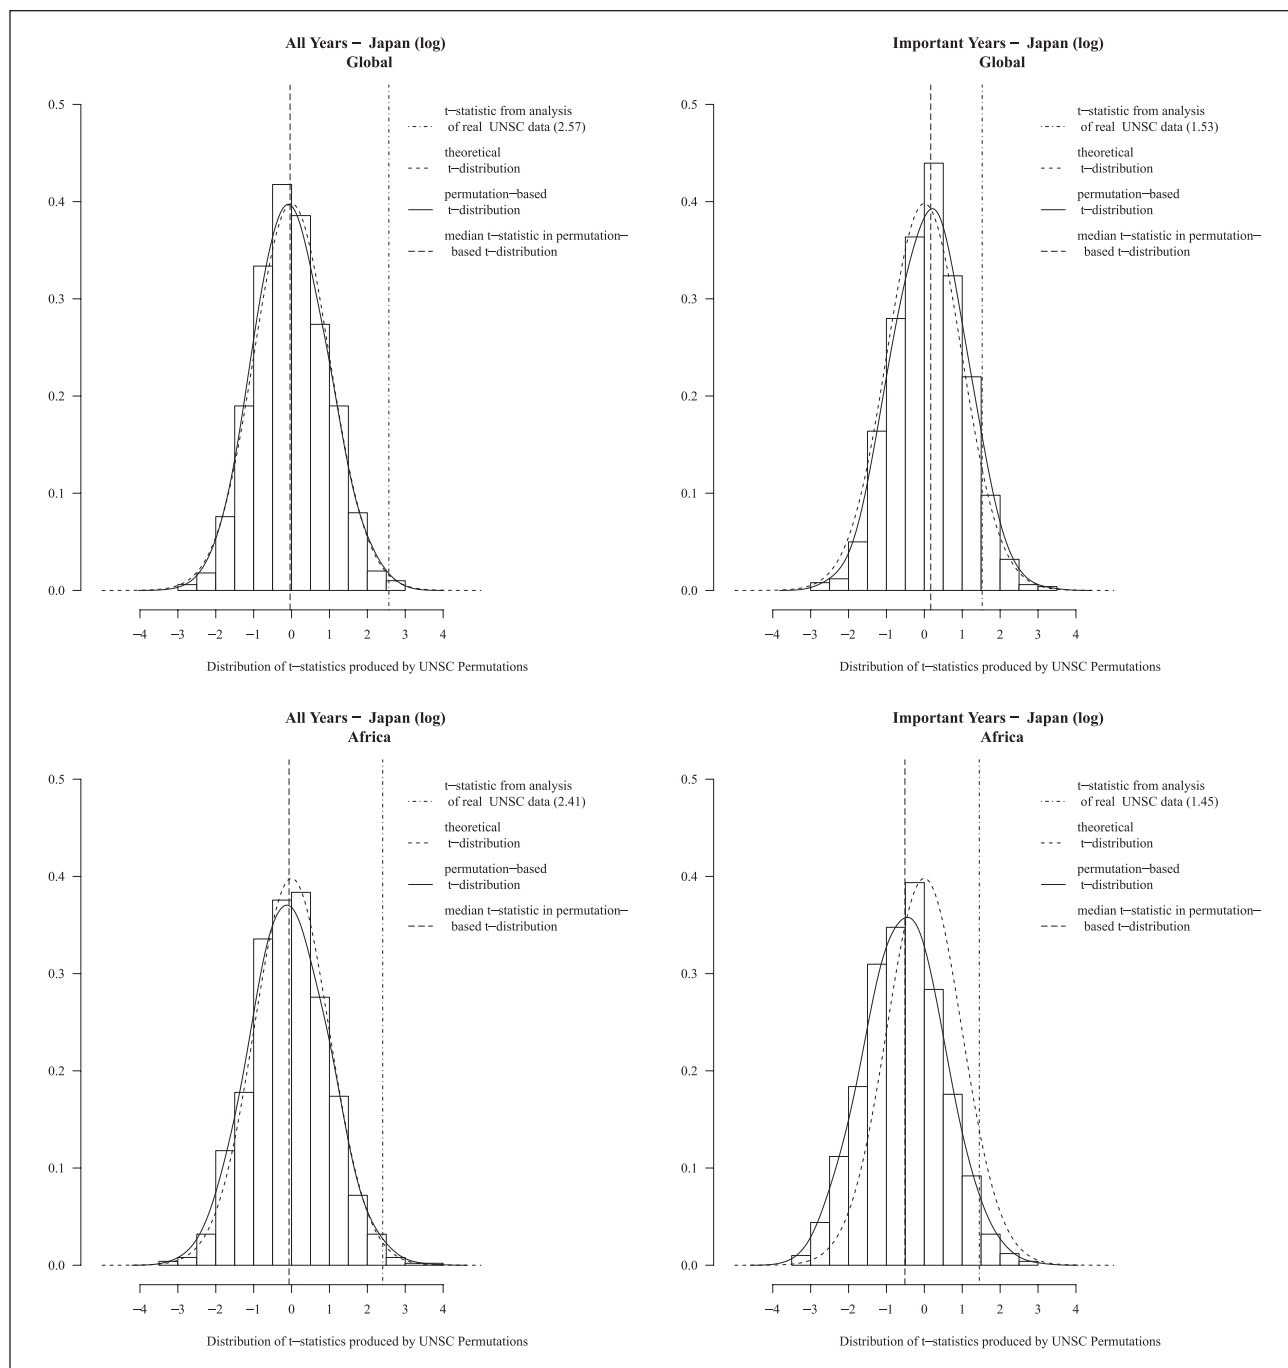 All Years − Japan (log)
Global
0.5
0.4
0.3
0.2
0.1
0.0
t−statistic from analysis
of real UNSC data (2.57)
theoretical
t−distribution
permutation−based
t−distribution
median t−statistic in permutation−
based t−distribution
−4 −3 −2 −1 0 1 2 3 4
Distribution of t−statistics produced by UNSC Permutations
Important Years − Japan (log)
Global
0.5
0.4
0.3
0.2
0.1
0.0
t−statistic from analysis
of real UNSC data (1.53)
theoretical
t−distribution
permutation−based
t−distribution
median t−statistic in permutation−
based t−distribution
−4 −3 −2 −1 0 1 2 3 4
Distribution of t−statistics produced by UNSC Permutations
All Years − Japan (log)
Africa
0.5
0.4
0.3
0.2
0.1
0.0
t−statistic from analysis
of real UNSC data (2.41)
theoretical
t−distribution
permutation−based
t−distribution
median t−statistic in permutation−
based t−distribution
−4 −3 −2 −1 0 1 2 3 4
Distribution of t−statistics produced by UNSC Permutations
Important Years − Japan (log)
Africa
0.5
0.4
0.3
0.2
0.1
0.0
t−statistic from analysis
of real UNSC data (1.45)
theoretical
t−distribution
permutation−based
t−distribution
median t−statistic in permutation−
based t−distribution
−4 −3 −2 −1 0 1 2 3 4
Distribution of t−statistics produced by UNSC Permutations